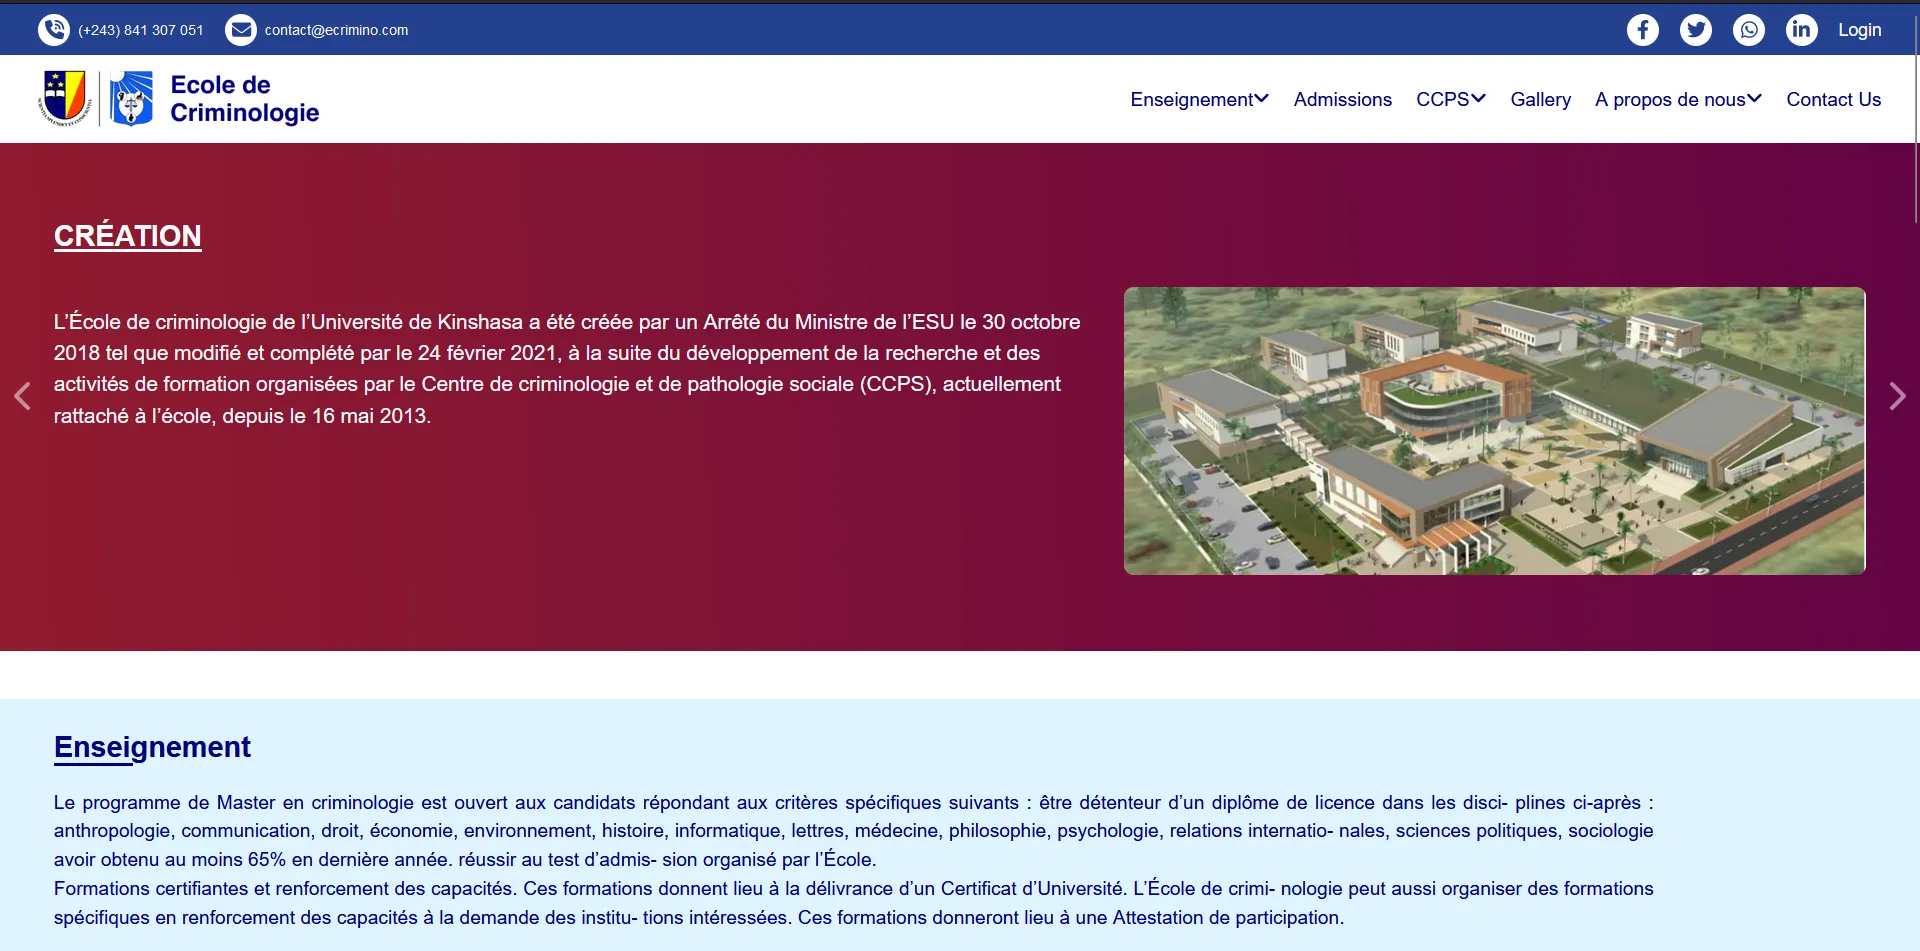 (+243) 841 307 051
contact@ecrimino.com
Login
Ecole de
Criminologie
Enseignement
Admissions
CCPS
Gallery
A propos de nous
Contact Us
CRÉATION
L’École de criminologie de l’Université de Kinshasa a été créée par un Arrêté du Ministre de l’ESU le 30 octobre
2018 tel que modifié et complété par le 24 février 2021, à la suite du développement de la recherche et des
activités de formation organisées par le Centre de criminologie et de pathologie sociale (CCPS), actuellement
rattaché à l’école, depuis le 16 mai 2013.
Enseignement
Le programme de Master en criminologie est ouvert aux candidats répondant aux critères spécifiques suivants : être détenteur d’un diplôme de licence dans les disci- plines ci-après :
anthropologie, communication, droit, économie, environnement, histoire, informatique, lettres, médecine, philosophie, psychologie, relations internatio- nales, sciences politiques, sociologie
avoir obtenu au moins 65% en dernière année. réussir au test d’admis- sion organisé par l’École.
Formations certifiantes et renforcement des capacités. Ces formations donnent lieu à la délivrance d’un Certificat d’Université. L’École de crimi- nologie peut aussi organiser des formations
spécifiques en renforcement des capacités à la demande des institu- tions intéressées. Ces formations donneront lieu à une Attestation de participation.